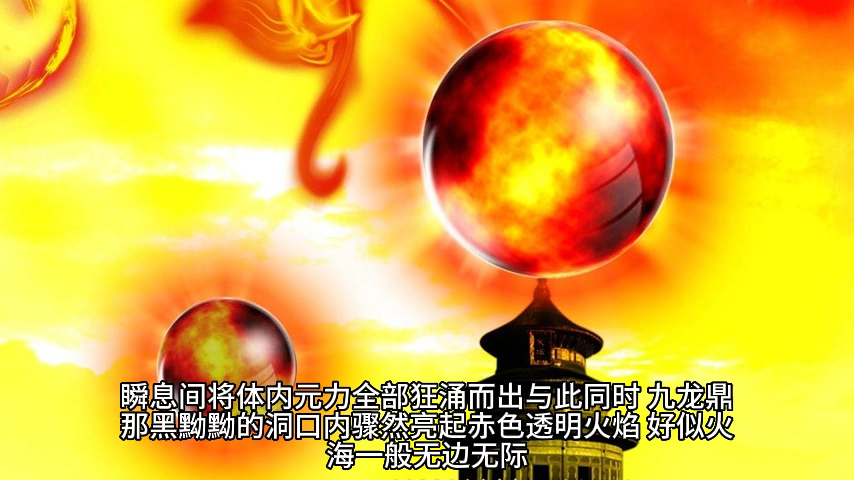 瞬息间将体内元力全部狂涌而出与此同时 九龙鼎
那黑黝黝的洞口内骤然亮起赤色透明火焰 好似火
海一般无边无际